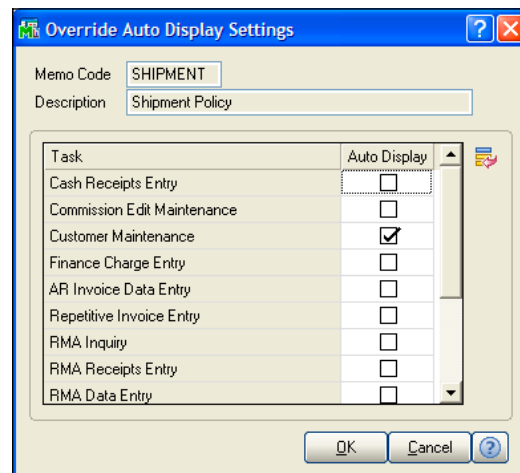 Override Auto Display Settings
Memo Code SHIPMENT
Description Shipment Policy
Task Auto Display
Cash Receipts Entry
Commission Edit Maintenance
Customer Maintenance
Finance Charge Entry
AR Invoice Data Entry
Repetitive Invoice Entry
RMA Inquiry
RMA Receipts Entry
RMA Data Entry
OK Cancel